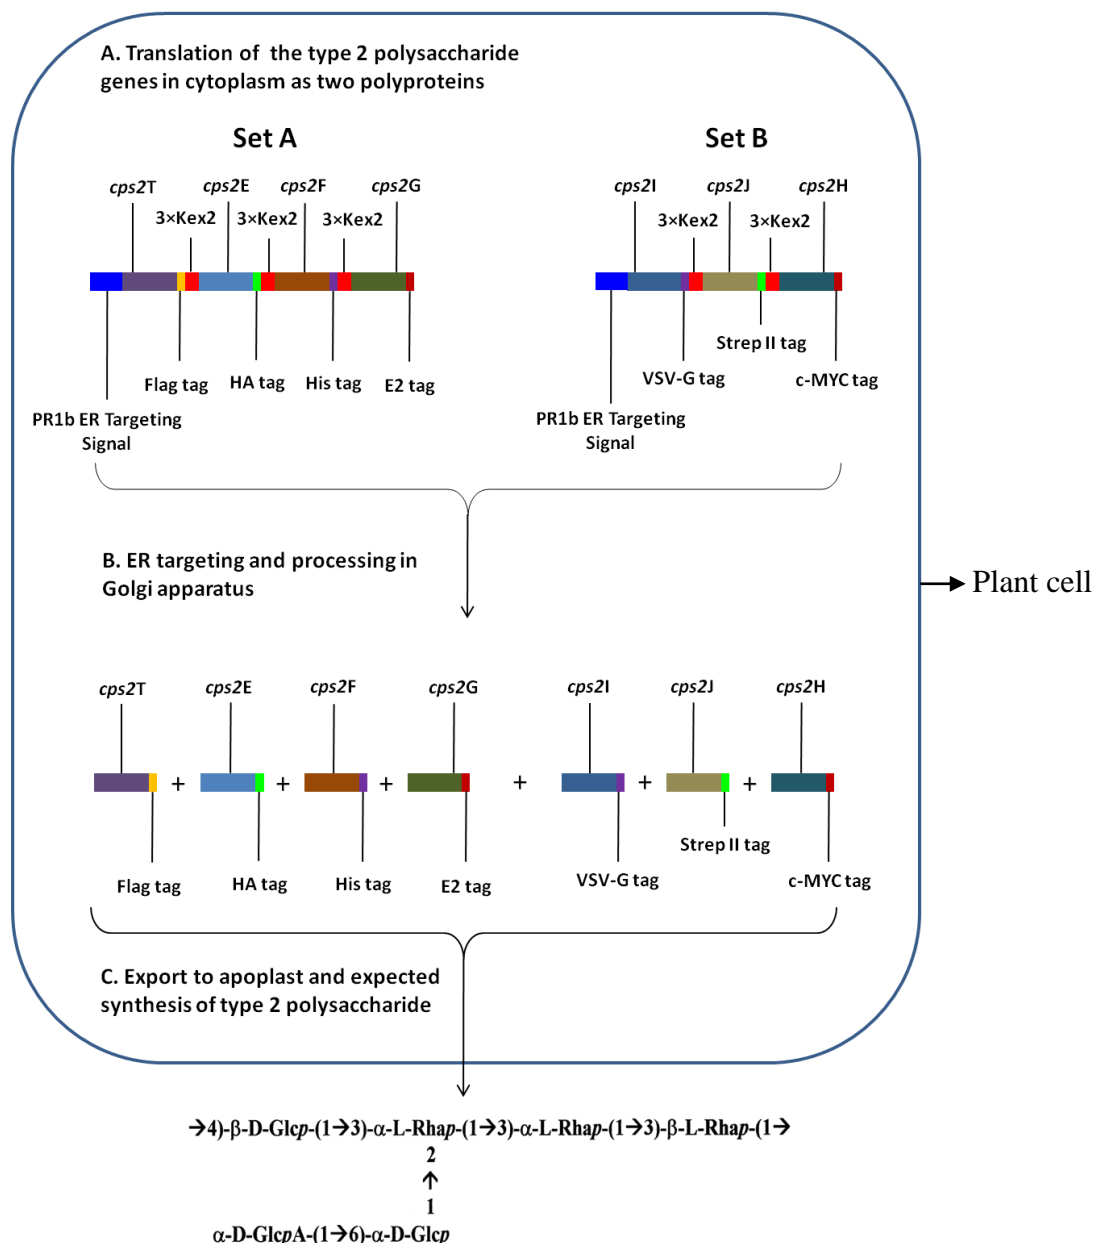 A. Translation of the type 2 polysaccharide
genes in cytoplasm as two polyproteins
Set A
Set B
cps2T
cps2E
cps2F
cps2G
3×Kex2
3×Kex2
3×Kex2
cps2I
cps2J
cps2H
3×Kex2
3×Kex2
Flag tag
HA tag
His tag
E2 tag
PR1b ER Targeting
Signal
Strep II tag
VSV-G tag
c-MYC tag
PR1b ER Targeting
Signal
B. ER targeting and processing in
Golgi apparatus
Plant cell
cps2T
cps2E
cps2F
cps2G
cps2I
cps2J
cps2H
+ + + + + +
Flag tag
HA tag
His tag
E2 tag
VSV-G tag
Strep II tag
c-MYC tag
C. Export to apoplast and expected
synthesis of type 2 polysaccharide
→4)-β-D-Glcp-(1→3)-α-L-Rhap-(1→3)-α-L-Rhap-(1→3)-β-L-Rhap-(1→
2
↑
1
α-D-GlcpA-(1→6)-α-D-Glcp